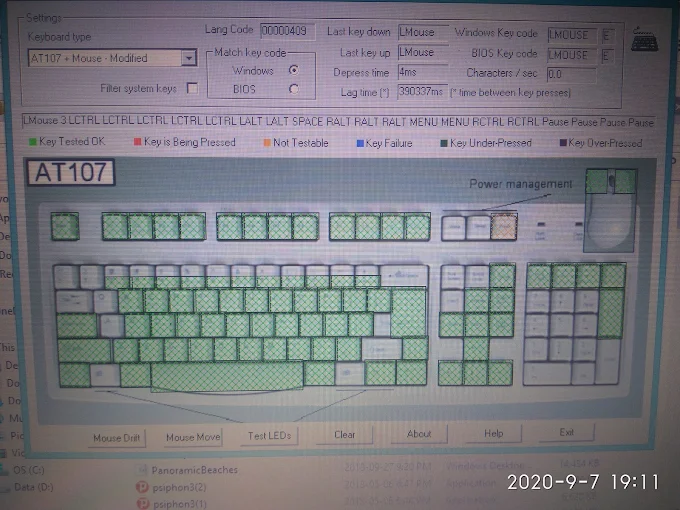 Settings
Keyboard type
AT107 + Mouse - Modified
Filter system keys
Lang Code 00000409
Match key code
Windows
BIOS
Last key down LMouse
Last key up LMouse
Depress time 4ms
Lag time (*) 390337ms (* time between key presses)
Windows Key code LMOUSE E
BIOS Key code LMOUSE E
Characters / sec 0.0
LMouse 3 LCTRL LCTRL LCTRL LCTRL LCTRL LALT LALT SPACE RALT RALT RALT MENU MENU RCTRL RCTRL Pause Pause Pause Pause
Key Tested OK Key is Being Pressed Not Testable Key Failure Key Under-Pressed Key Over-Pressed
AT107
Power management
Mouse Drift Mouse Move Test LEDs Clear About Help Exit
OS (C:)
Data (D:)
PanoramicBeaches
psiphon3(2)
psiphon3(1)
2020-9-7 19:11